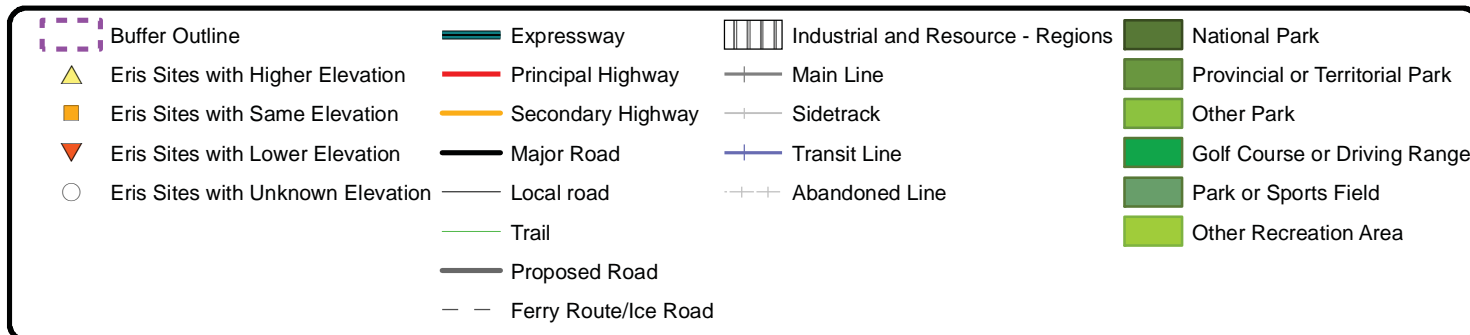 Buffer Outline
Eris Sites with Higher Elevation
Eris Sites with Same Elevation
Eris Sites with Lower Elevation
Eris Sites with Unknown Elevation
Expressway
Principal Highway
Secondary Highway
Major Road
Local road
Trail
Proposed Road
Ferry Route/Ice Road
Industrial and Resource - Regions
Main Line
Sidetrack
Transit Line
Abandoned Line
National Park
Provincial or Territorial Park
Other Park
Golf Course or Driving Range
Park or Sports Field
Other Recreation Area